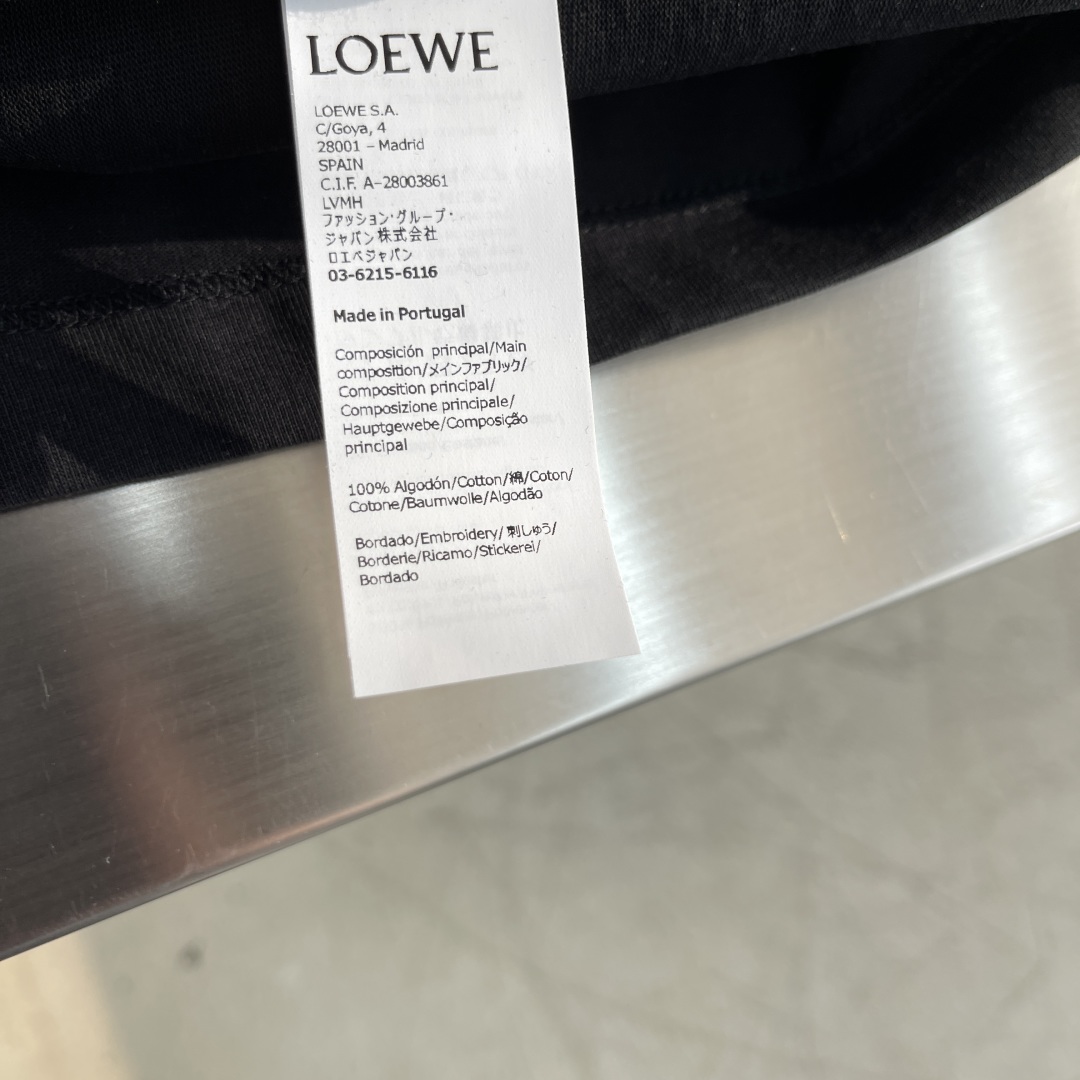 LOEWE
LOEWE S.A.
C/Goya, 4
28001 – Madrid
SPAIN
C.I.F. A-28003861
LVMH
ファッション・グループ・
ジャパン株式会社
ロエベジャパン
03-6215-6116
Made in Portugal
Composición principal/Main
composition/メインファブリック/
Composition principal/
Composizione principale/
Hauptgewebe/Composição
principal
100% Algodón/Cotton/綿/Coton/
Cotone/Baumwolle/Algodão
Bordado/Embroidery/刺しゅう/
Borderie/Ricamo/Stickerei/
Bordado